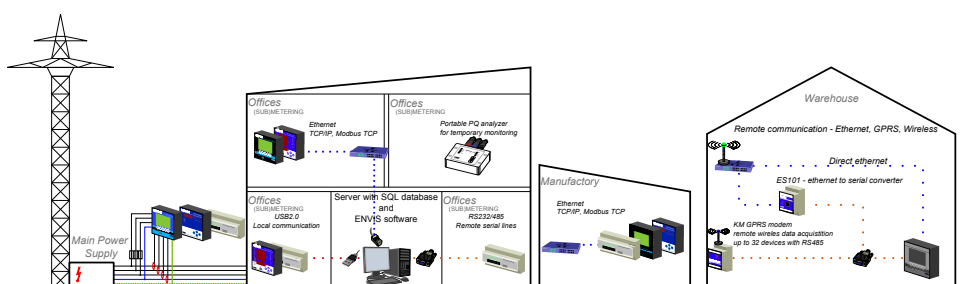 Main Power
Supply
Offices
(SUB)METERING
Ethernet
TCP/IP, Modbus TCP
Offices
(SUB)METERING
Portable PQ analyzer
for temporary monitoring
Offices
(SUB)METERING
USB2.0
Local communication
Server with SQL database
and
ENVIS software
Offices
(SUB)METERING
RS232/485
Remote serial lines
Manufactory
Ethernet
TCP/IP, Modbus TCP
Warehouse
Remote communication - Ethernet, GPRS, Wireless
Direct ethernet
ES101 - ethernet to serial converter
KM GPRS modem
remote wireles data acquistition
up to 32 devices with RS485